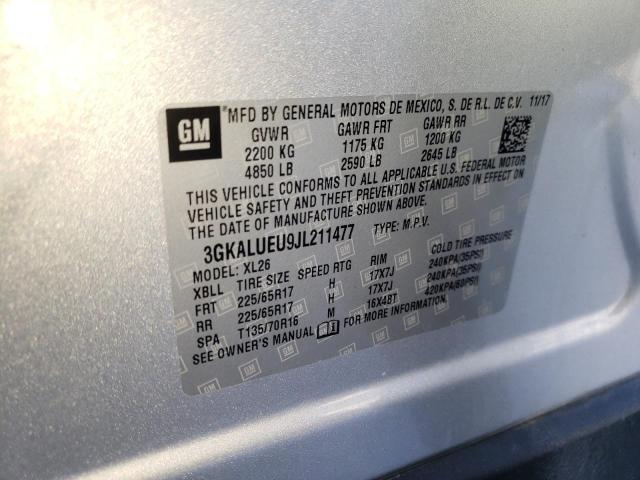 GM
MFD BY GENERAL MOTORS DE MEXICO, S. DE R.L. DE C.V. 11/17
GVWR GAWR FRT GAWR RR
2200 KG 1175 KG 1200 KG
4850 LB 2590 LB 2645 LB
THIS VEHICLE CONFORMS TO ALL APPLICABLE U.S. FEDERAL MOTOR
VEHICLE SAFETY AND THEFT PREVENTION STANDARDS IN EFFECT ON
THE DATE OF MANUFACTURE SHOWN ABOVE.
3GKALUEU9JL211477 TYPE: M.P.V.
MODEL: XL26
XBLL TIRE SIZE SPEED RTG RIM COLD TIRE PRESSURE
FRT 225/65R17 H 17X7J 240KPA(35PSI)
RR 225/65R17 H 17X7J 240KPA(35PSI)
SPA T135/70R16 M 16X4BT 420KPA(60PSI)
SEE OWNER'S MANUAL FOR MORE INFORMATION.